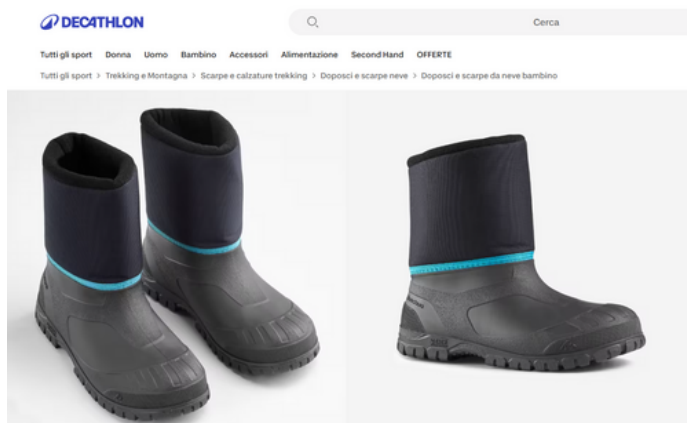 DECATHLON
Cerca
Tutti gli sport Donna Uomo Bambino Accessori Alimentazione Second Hand OFFERTE
Tutti gli sport > Trekking e Montagna > Scarpe e calzature trekking > Doposci e scarpe neve > Doposci e scarpe da neve bambino